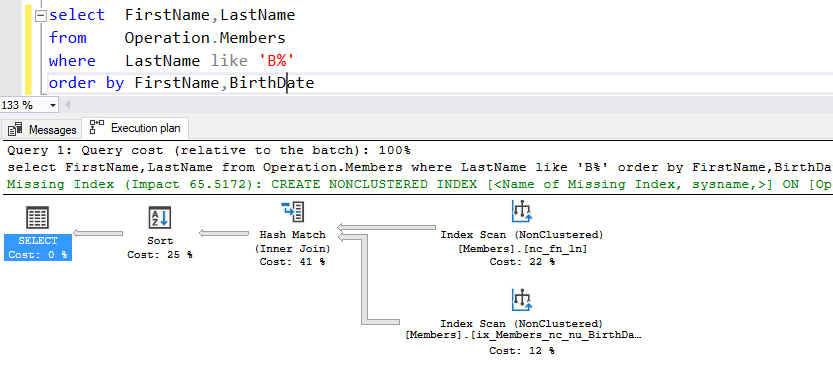 select FirstName,LastName
from Operation.Members
where LastName like 'B%'
order by FirstName,BirthDate
133 %
Messages
Execution plan
Query 1: Query cost (relative to the batch): 100%
select FirstName,LastName from Operation.Members where LastName like 'B%' order by FirstName,BirthDa
Missing Index (Impact 65.5172): CREATE NONCLUSTERED INDEX [<Name of Missing Index, sysname,>] ON [Op
SELECT
Cost: 0 %
Sort
Cost: 25 %
Hash Match
(Inner Join)
Cost: 41 %
Index Scan (NonClustered)
[Members].[nc_fn_ln]
Cost: 22 %
Index Scan (NonClustered)
[Members].[ix_Members_nc_nu_BirthDa…
Cost: 12 %